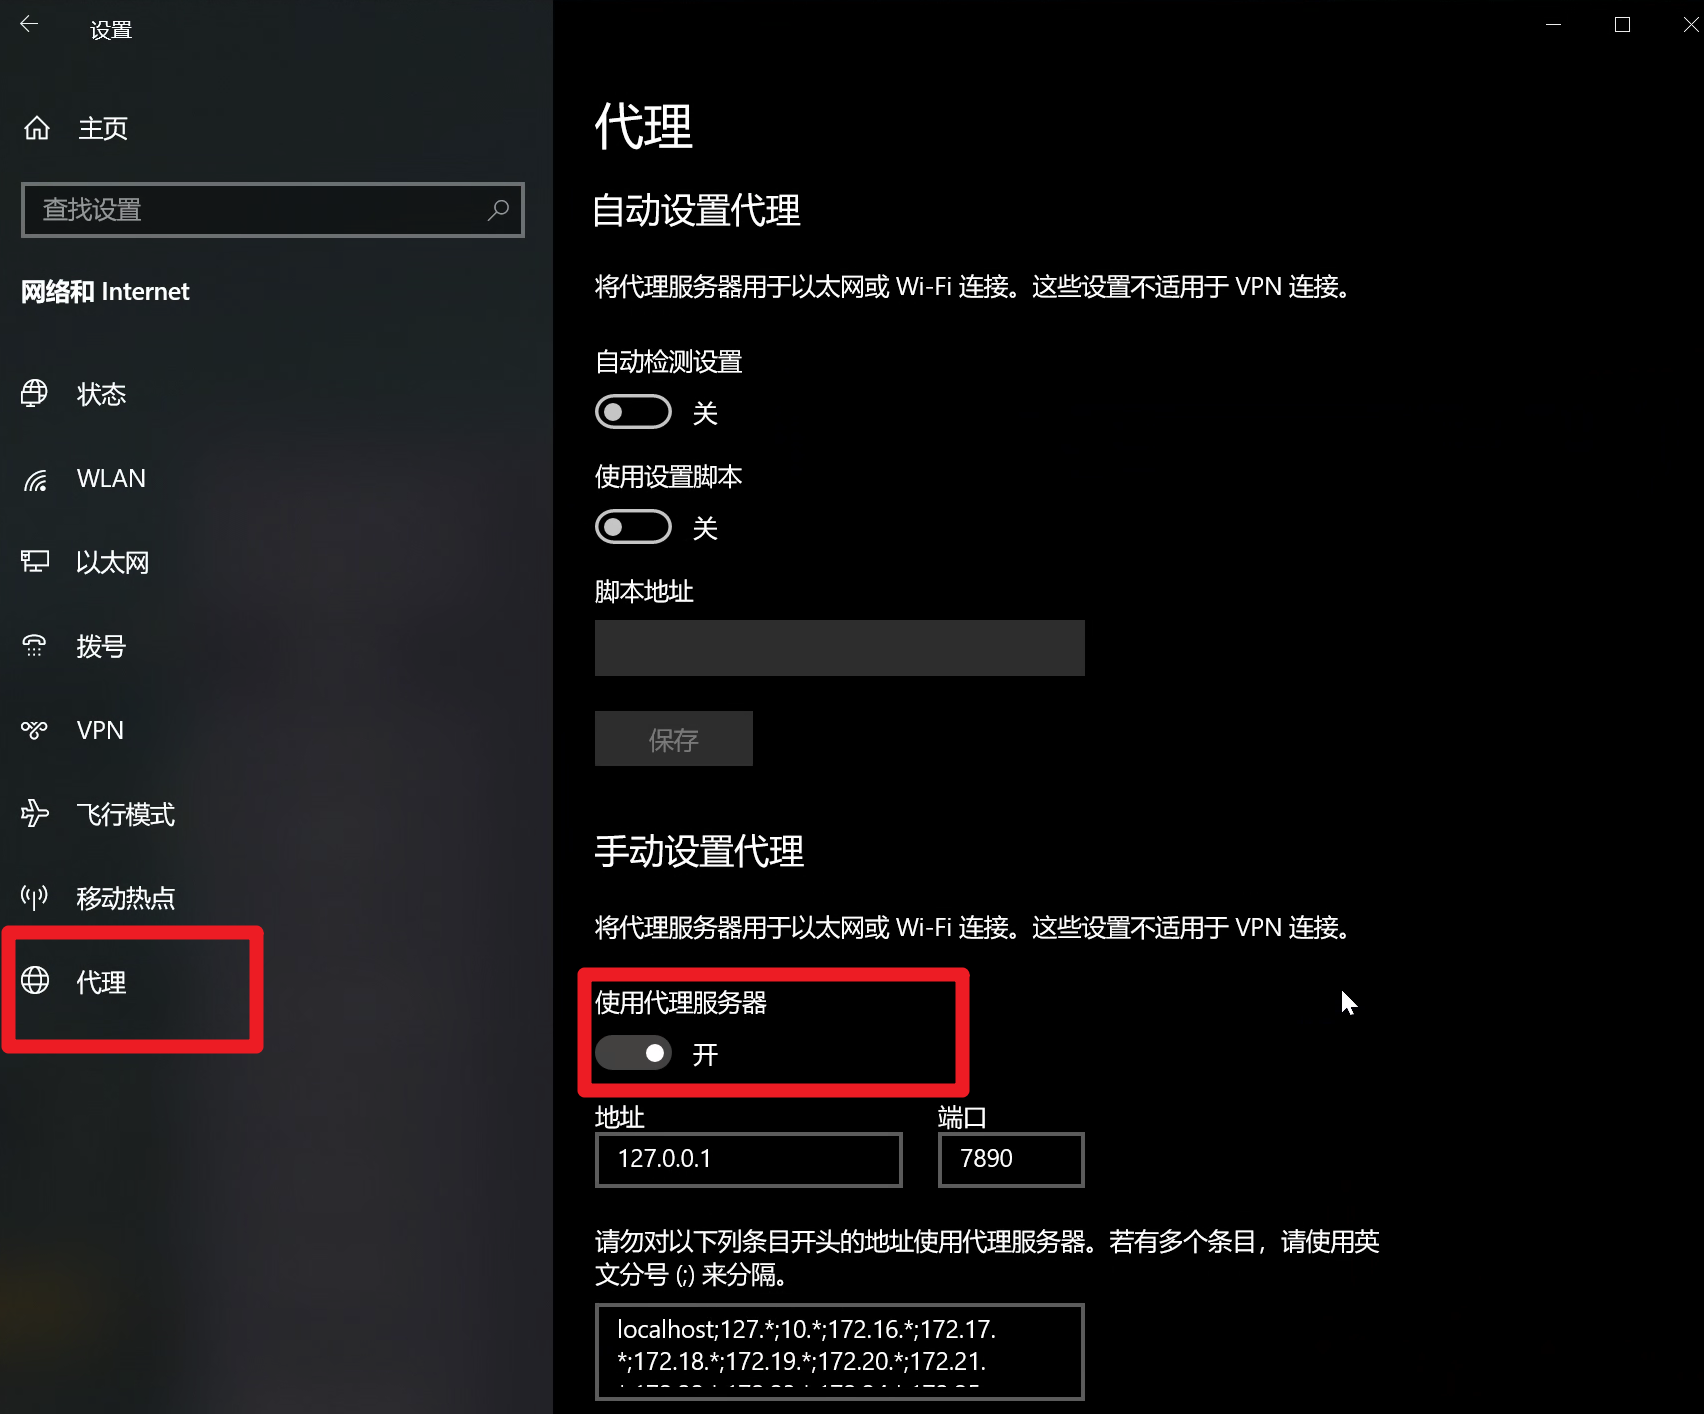 设置
主页
查找设置
网络和 Internet
状态
WLAN
以太网
拨号
VPN
飞行模式
移动热点
代理
代理
自动设置代理
将代理服务器用于以太网或 Wi-Fi 连接。这些设置不适用于 VPN 连接。
自动检测设置
关
使用设置脚本
关
脚本地址
保存
手动设置代理
将代理服务器用于以太网或 Wi-Fi 连接。这些设置不适用于 VPN 连接。
使用代理服务器
开
地址 端口
127.0.0.1 7890
请勿对以下列条目开头的地址使用代理服务器。若有多个条目，请使用英
文分号 (;) 来分隔。
localhost;127.*;10.*;172.16.*;172.17.
*;172.18.*;172.19.*;172.20.*;172.21.